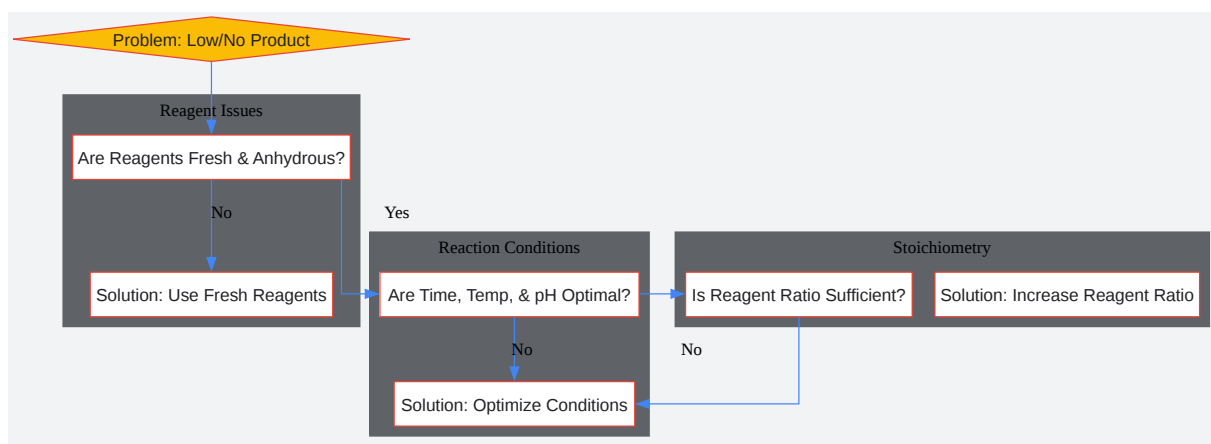 Problem: Low/No Product
Reagent Issues
Are Reagents Fresh & Anhydrous?
No
Yes
Reaction Conditions
Stoichiometry
Solution: Use Fresh Reagents
Are Time, Temp, & pH Optimal?
Is Reagent Ratio Sufficient?
Solution: Increase Reagent Ratio
No
No
Solution: Optimize Conditions